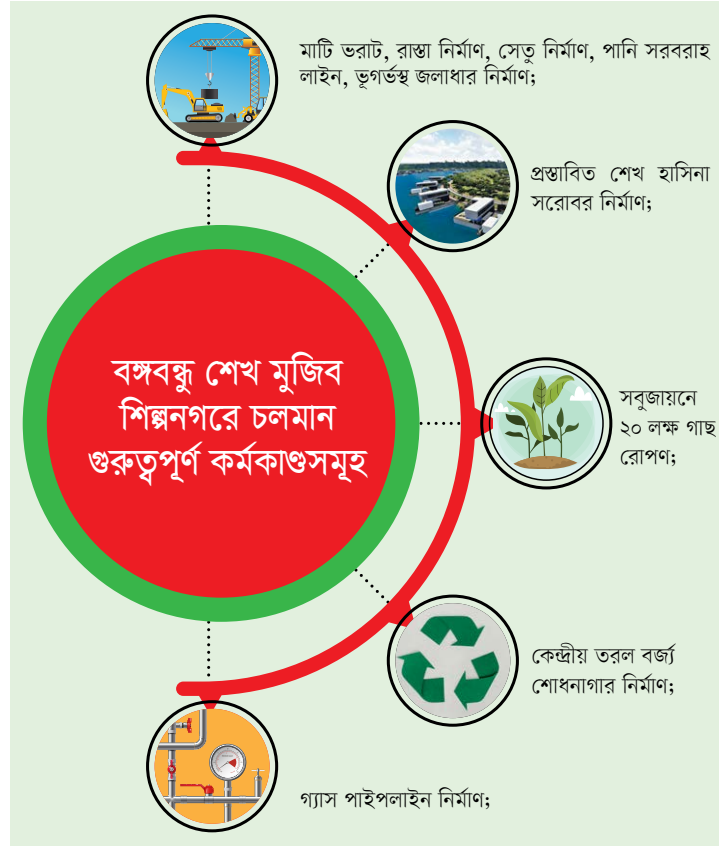 মাটি ভরাট, রাস্তা নির্মাণ, সেতু নির্মাণ, পানি সরবরাহ
লাইন, ভূগর্ভস্থ জলাধার নির্মাণ;
প্রস্তাবিত শেখ হাসিনা
সরোবর নির্মাণ;
বঙ্গবন্ধু শেখ মুজিব
শিল্পনগরে চলমান
গুরুত্বপূর্ণ কর্মকাণ্ডসমূহ
সবুজায়নে
২০ লক্ষ গাছ
রোপণ;
কেন্দ্রীয় তরল বর্জ্য
শোধনাগার নির্মাণ;
গ্যাস পাইপলাইন নির্মাণ;